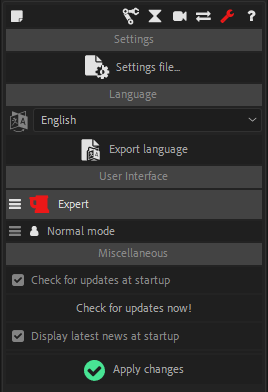 Settings
Settings file...
Language
English
Export language
User Interface
Expert
Normal mode
Miscellaneous
Check for updates at startup
Check for updates now!
Display latest news at startup
Apply changes